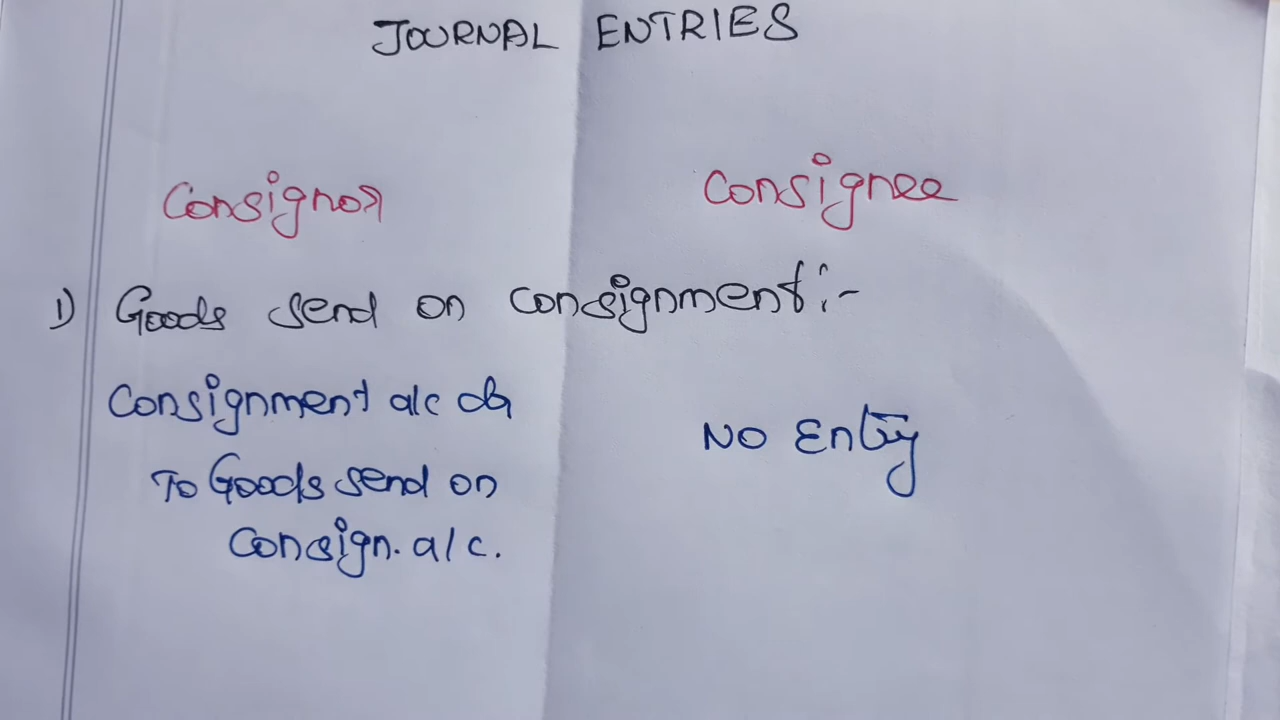 JOURNAL ENTRIES
Consignor Consignee
1) Goods send on consignment :-
Consignment a/c dr
No Entry
To Goods send on
Consign. a/c.